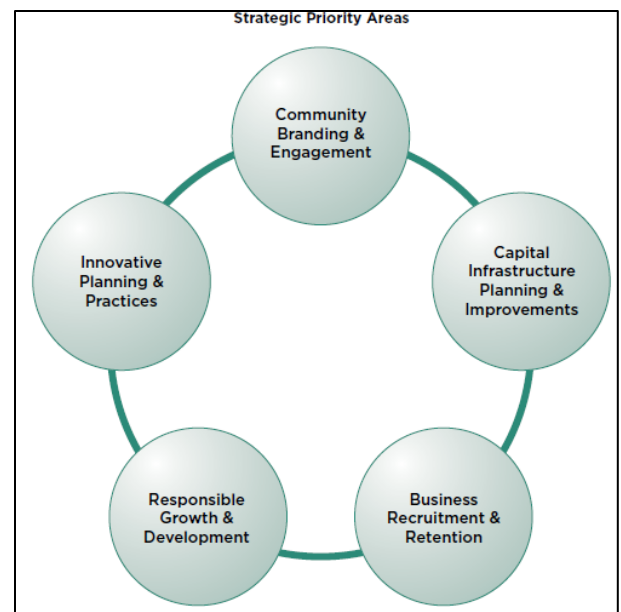 Strategic Priority Areas
Community
Branding &
Engagement
Capital
Infrastructure
Planning &
Improvements
Business
Recruitment &
Retention
Responsible
Growth &
Development
Innovative
Planning &
Practices